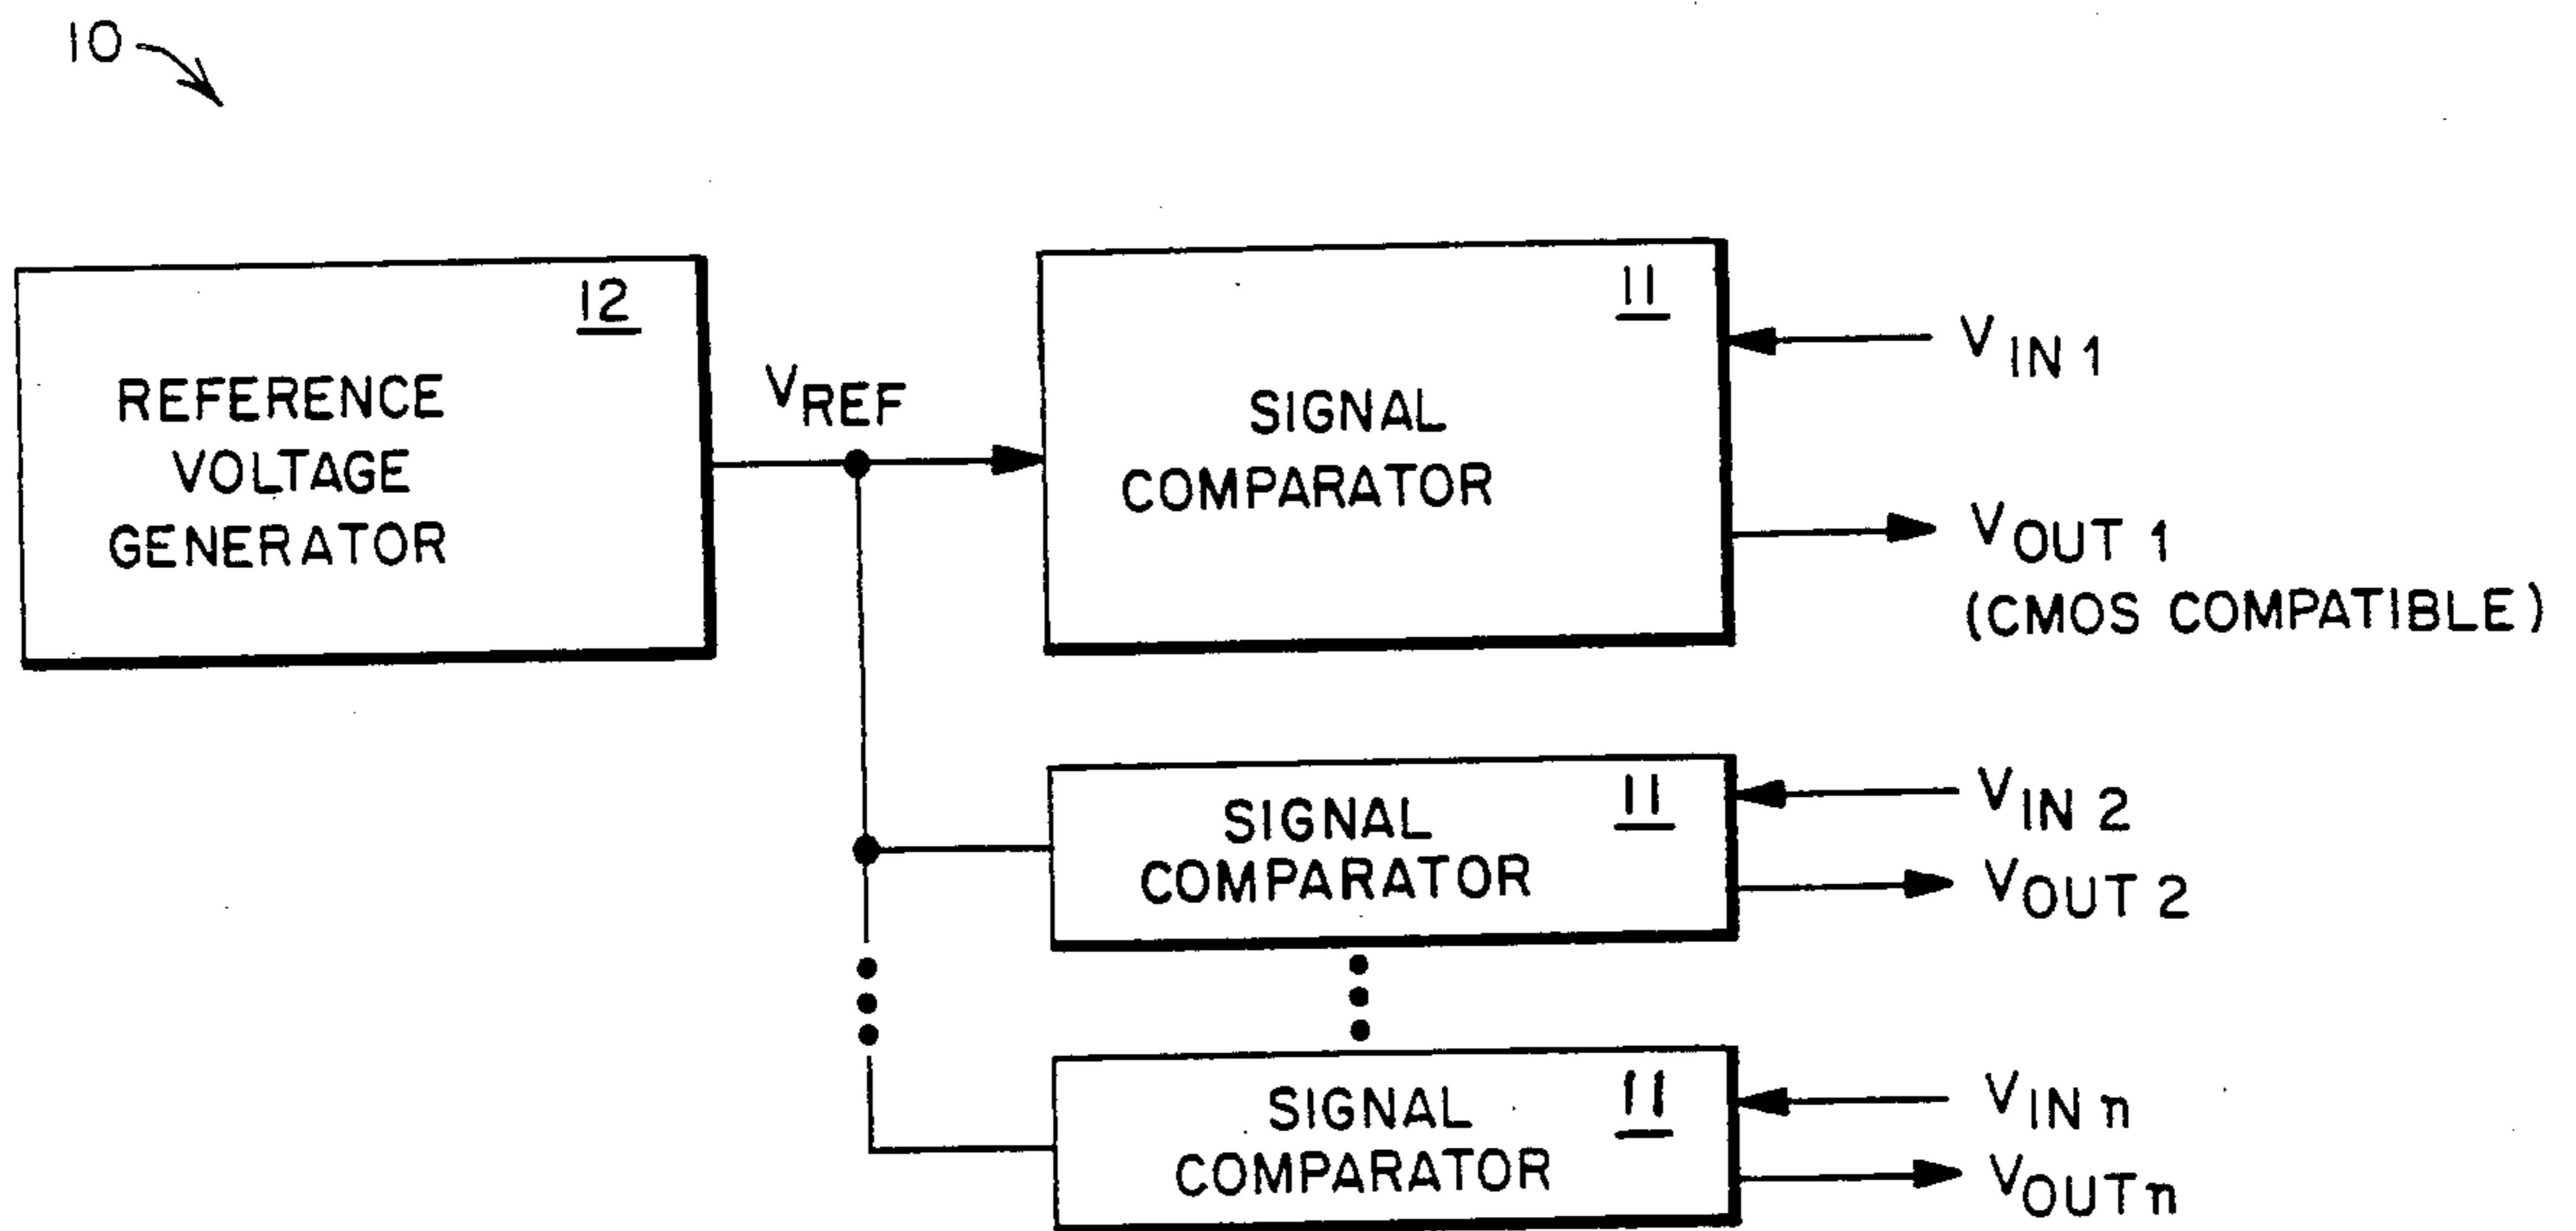 10
12
REFERENCE
VOLTAGE
GENERATOR
VREF
11
SIGNAL
COMPARATOR
VIN 1
VOUT 1
(CMOS COMPATIBLE)
11
SIGNAL
COMPARATOR
VIN 2
VOUT 2
11
SIGNAL
COMPARATOR
VIN n
VOUT n